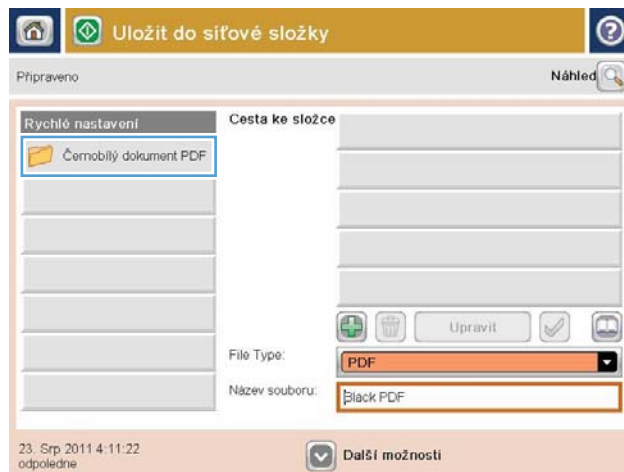 Uložit do síťové složky
Připraveno
Náhled
Rychlé nastavení
Černobílý dokument PDF
Cesta ke složce
Upravit
File Type:
PDF
Název souboru:
Black PDF
23. Srp 2011 4:11:22
odpoledne
Další možnosti